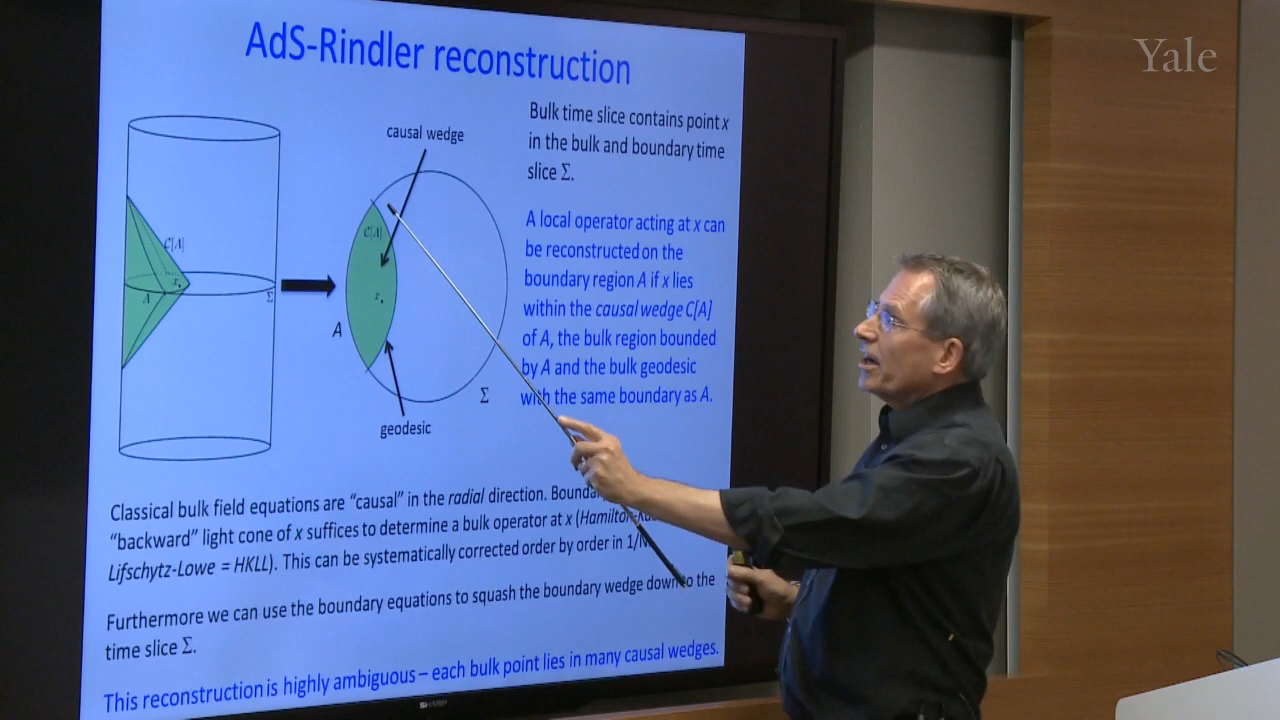 AdS-Rindler reconstruction
Yale
Bulk time slice contains point x
in the bulk and boundary time
slice Σ.
causal wedge
A local operator acting at x can
be reconstructed on the
boundary region A if x lies
within the causal wedge C[A]
of A, the bulk region bounded
by A and the bulk geodesic
with the same boundary as A.
C[A]
x
A
Σ
C[A]
x
A
Σ
geodesic
Classical bulk field equations are "causal" in the radial direction.
"backward" light cone of x suffices to determine a bulk operator at x
Lifschytz-Lowe = HKLL). This can be systematically corrected order by order in
Furthermore we can use the boundary equations to squash the boundary wedge down to the
time slice Σ.
This reconstruction is highly ambiguous – each bulk point lies in many causal wedges.
SHARP